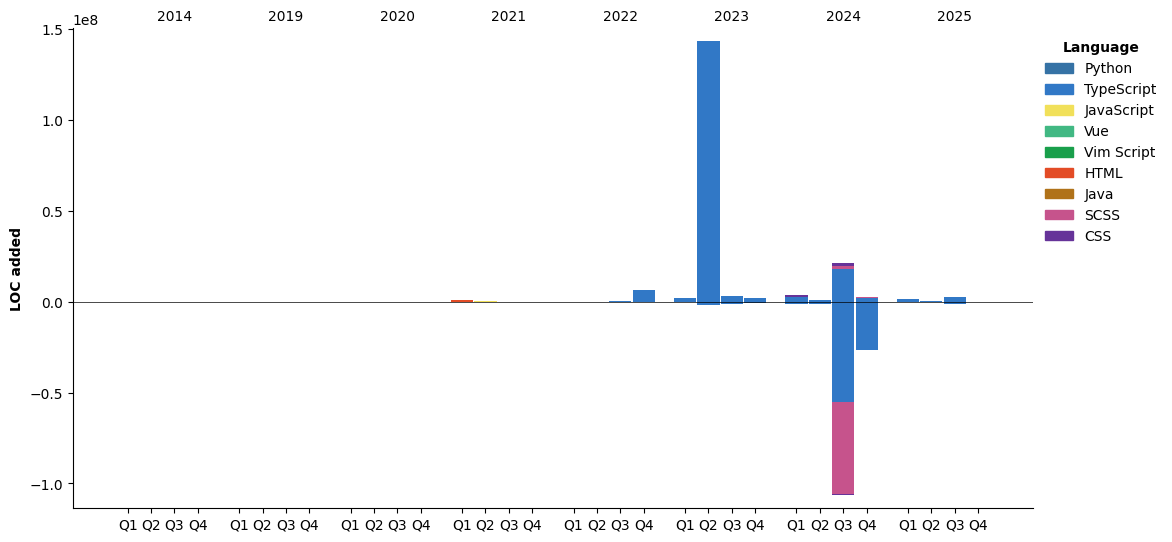 2014 2019 2020 2021 2022 2023 2024 2025
1e8
1.5
1.0
0.5
0.0
−0.5
−1.0
LOC added
Q1 Q2 Q3 Q4 Q1 Q2 Q3 Q4 Q1 Q2 Q3 Q4 Q1 Q2 Q3 Q4 Q1 Q2 Q3 Q4 Q1 Q2 Q3 Q4 Q1 Q2 Q3 Q4 Q1 Q2 Q3 Q4
Language
Python
TypeScript
JavaScript
Vue
Vim Script
HTML
Java
SCSS
CSS